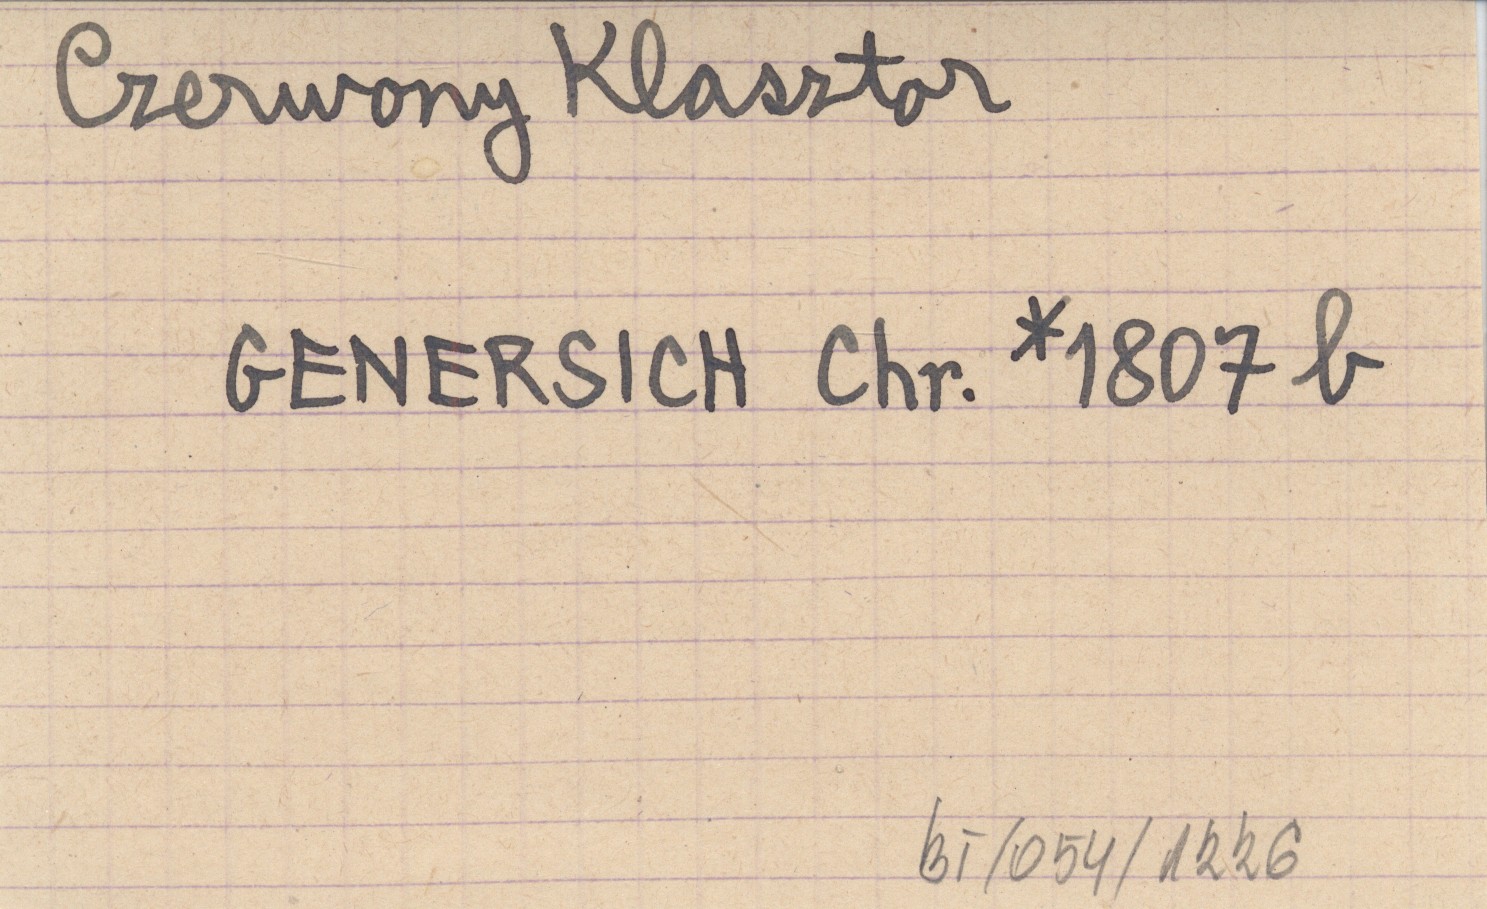 Czerwony Klasztor
GENERSICH Chr. *1807 b
bI/054/1226